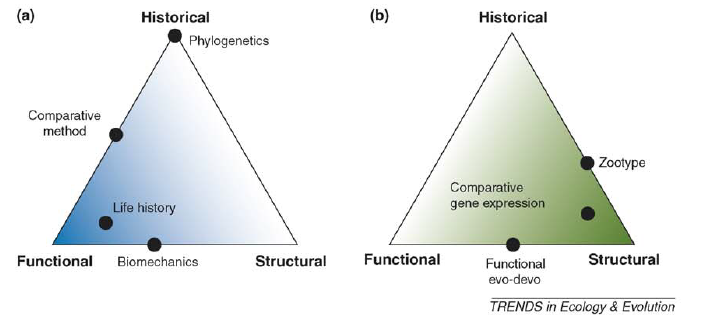 (a)
Historical
Phylogenetics
Comparative
method
Life history
Functional
Biomechanics
Structural
(b)
Historical
Zootype
Comparative
gene expression
Functional
Functional
evo-devo
Structural
TRENDS in Ecology & Evolution